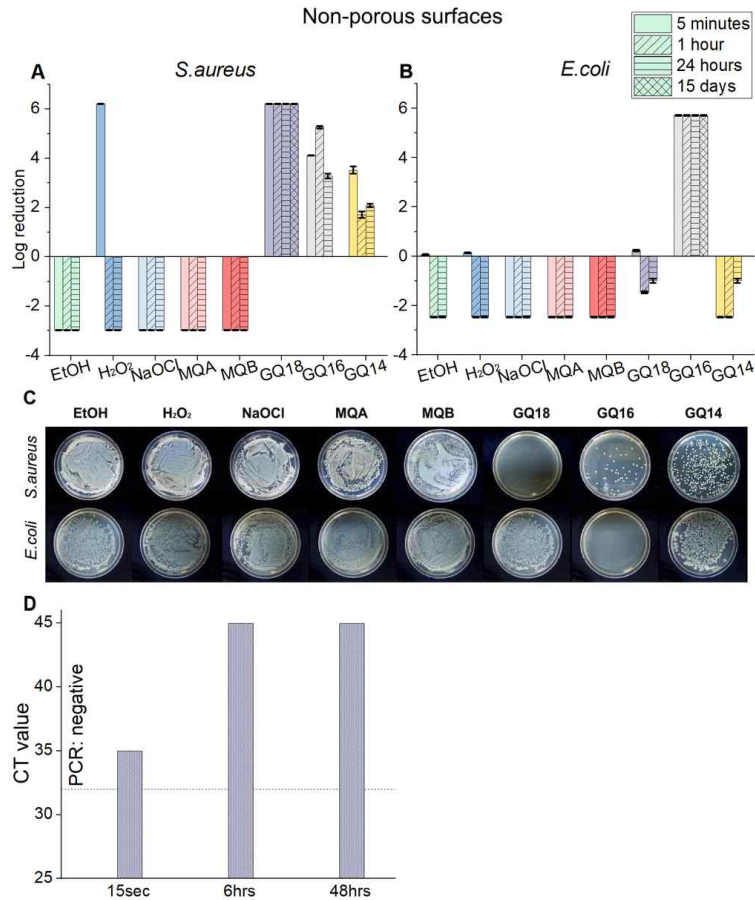 Non-porous surfaces
5 minutes
1 hour
24 hours
15 days
A
S.aureus
B
E.coli
Log reduction
6
4
2
0
-2
-4
6
4
2
0
-2
-4
EtOH
H₂O₂
NaOCl
MQA
MQB
GQ18
GQ16
GQ14
EtOH
H₂O₂
NaOCl
MQA
MQB
GQ18
GQ16
GQ14
C
EtOH H₂O₂ NaOCl MQA MQB GQ18 GQ16 GQ14
S.aureus
E.coli
D
CT value
45
40
35
30
25
PCR: negative
15sec 6hrs 48hrs